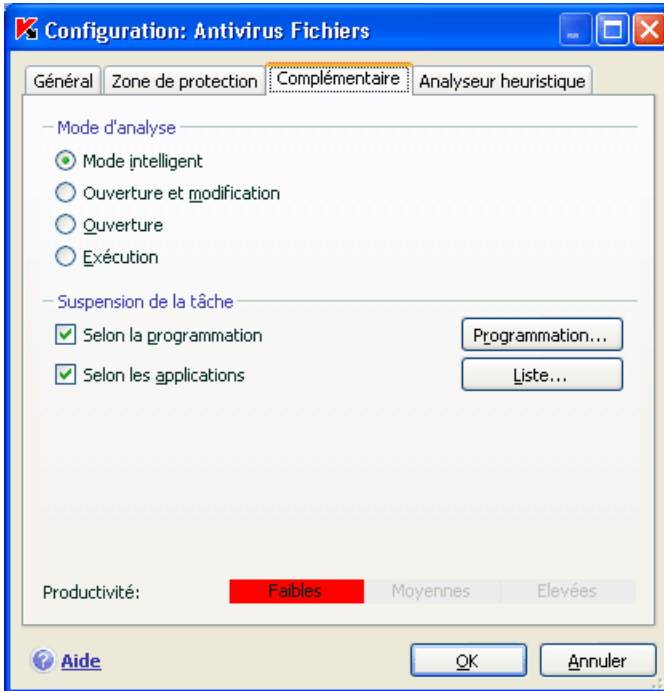 Configuration: Antivirus Fichiers
Général Zone de protection Complémentaire Analyseur heuristique
Mode d'analyse
Mode intelligent
Ouverture et modification
Ouverture
Exécution
Suspension de la tâche
Selon la programmation Programmation...
Selon les applications Liste...
Productivité: Faibles Moyennes Elevées
Aide OK Annuler